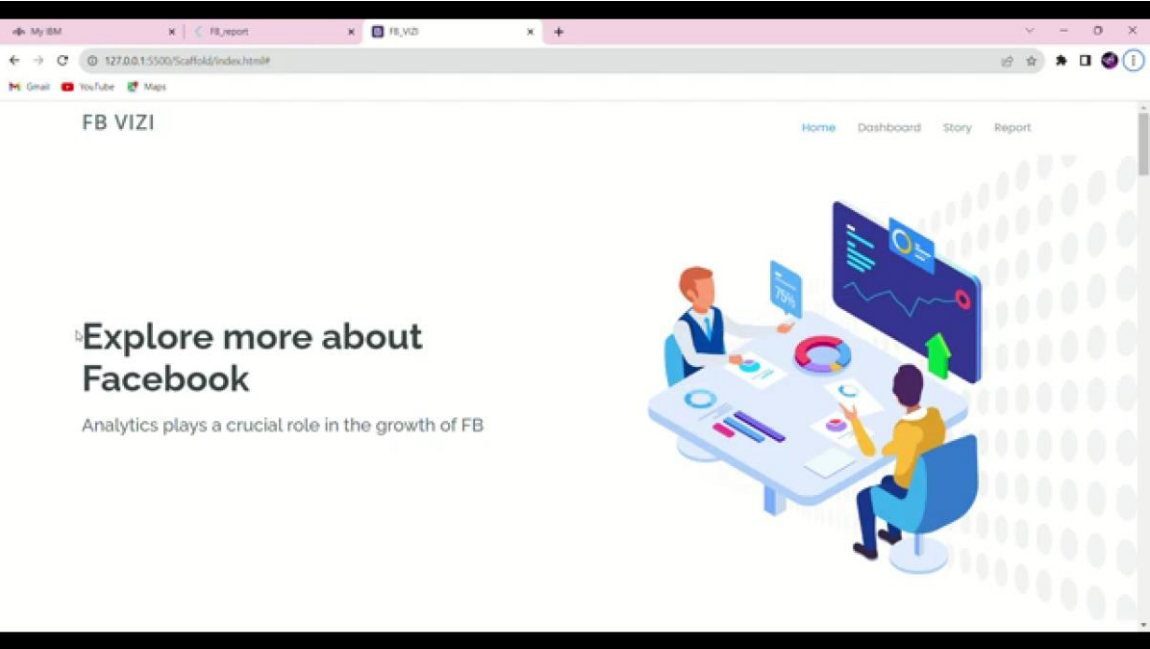 My IBM
FB_report
FB_VIZI
127.0.0.1:5500/Scaffold/index.html#
Gmail
YouTube
Maps
FB VIZI
Home
Dashboard
Story
Report
75%
Explore more about
Facebook
Analytics plays a crucial role in the growth of FB